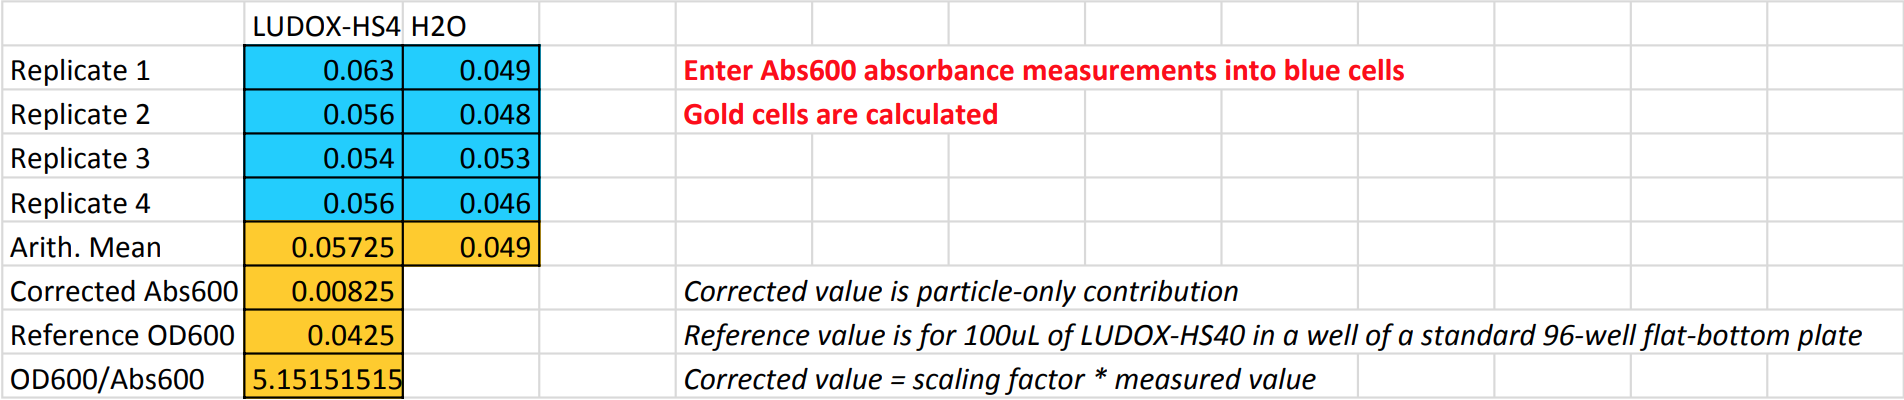 LUDOX-HS4 H2O
Replicate 1 0.063 0.049 Enter Abs600 absorbance measurements into blue cells
Replicate 2 0.056 0.048 Gold cells are calculated
Replicate 3 0.054 0.053
Replicate 4 0.056 0.046
Arith. Mean 0.05725 0.049
Corrected Abs600 0.00825 Corrected value is particle-only contribution
Reference OD600 0.0425 Reference value is for 100uL of LUDOX-HS40 in a well of a standard 96-well flat-bottom plate
OD600/Abs600 5.15151515 Corrected value = scaling factor * measured value